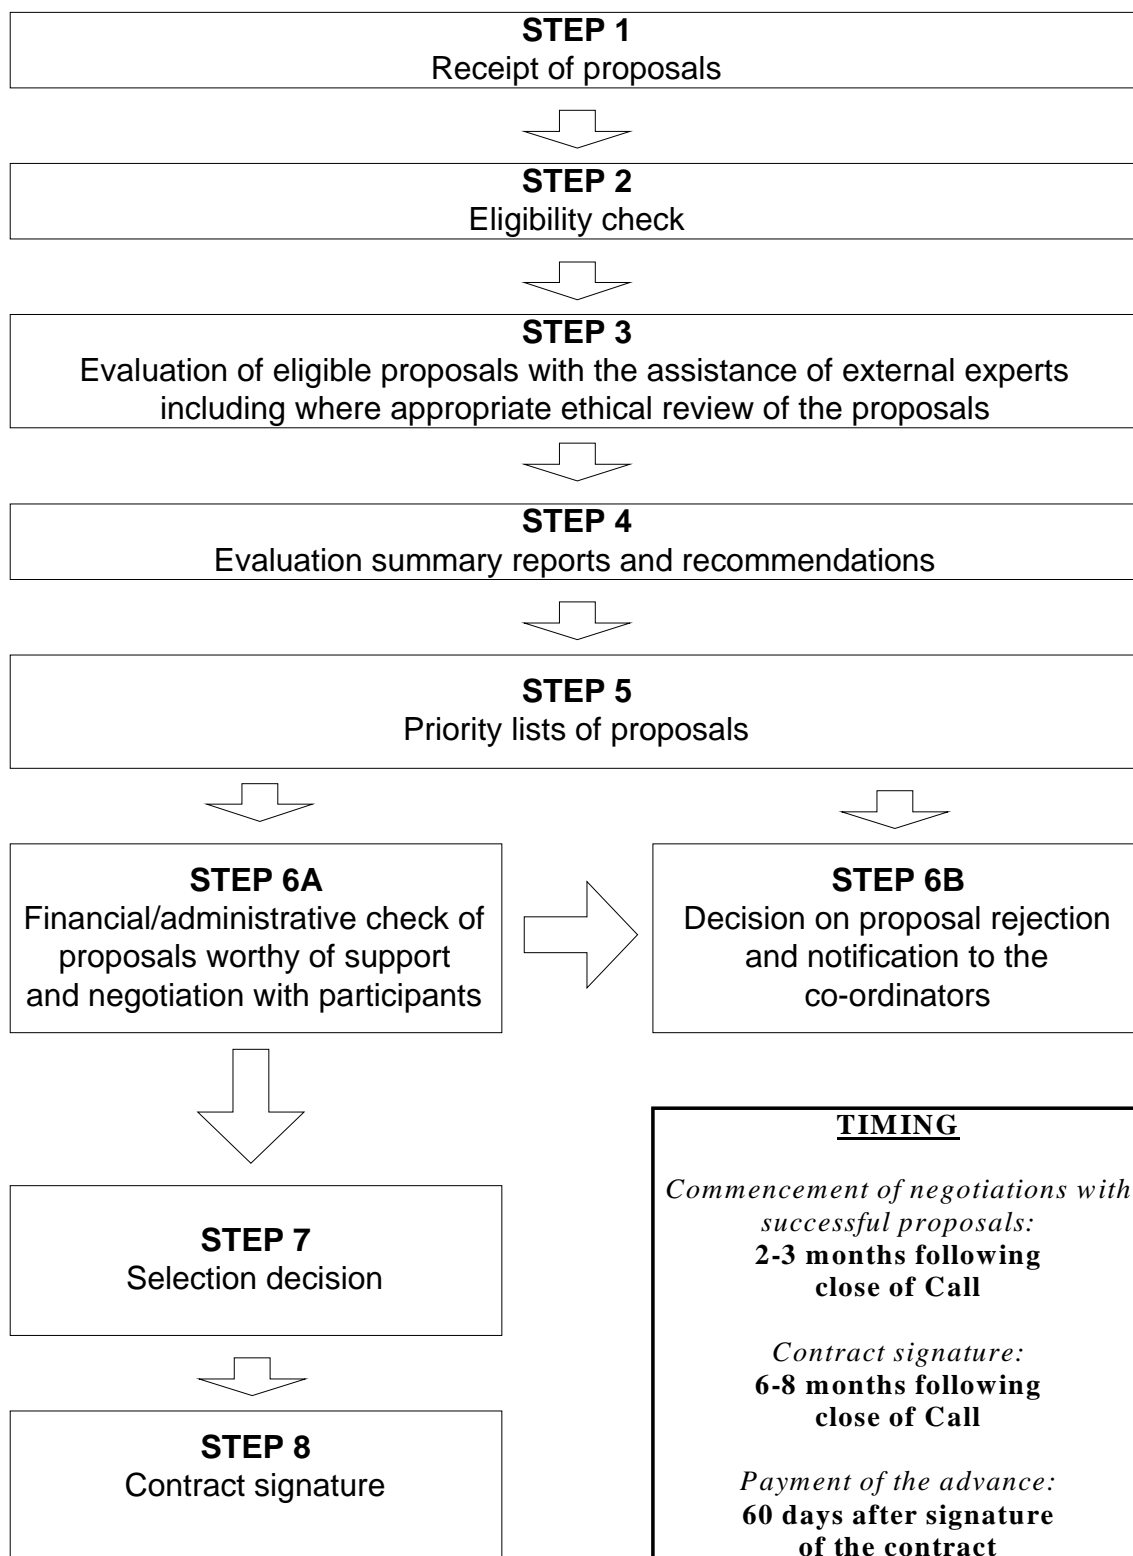 STEP 1
Receipt of proposals
STEP 2
Eligibility check
STEP 3
Evaluation of eligible proposals with the assistance of external experts
including where appropriate ethical review of the proposals
STEP 4
Evaluation summary reports and recommendations
STEP 5
Priority lists of proposals
STEP 6A
Financial/administrative check of
proposals worthy of support
and negotiation with participants
STEP 6B
Decision on proposal rejection
and notification to the
co-ordinators
STEP 7
Selection decision
STEP 8
Contract signature
TIMING
Commencement of negotiations with
successful proposals:
2-3 months following
close of Call
Contract signature:
6-8 months following
close of Call
Payment of the advance:
60 days after signature
of the contract